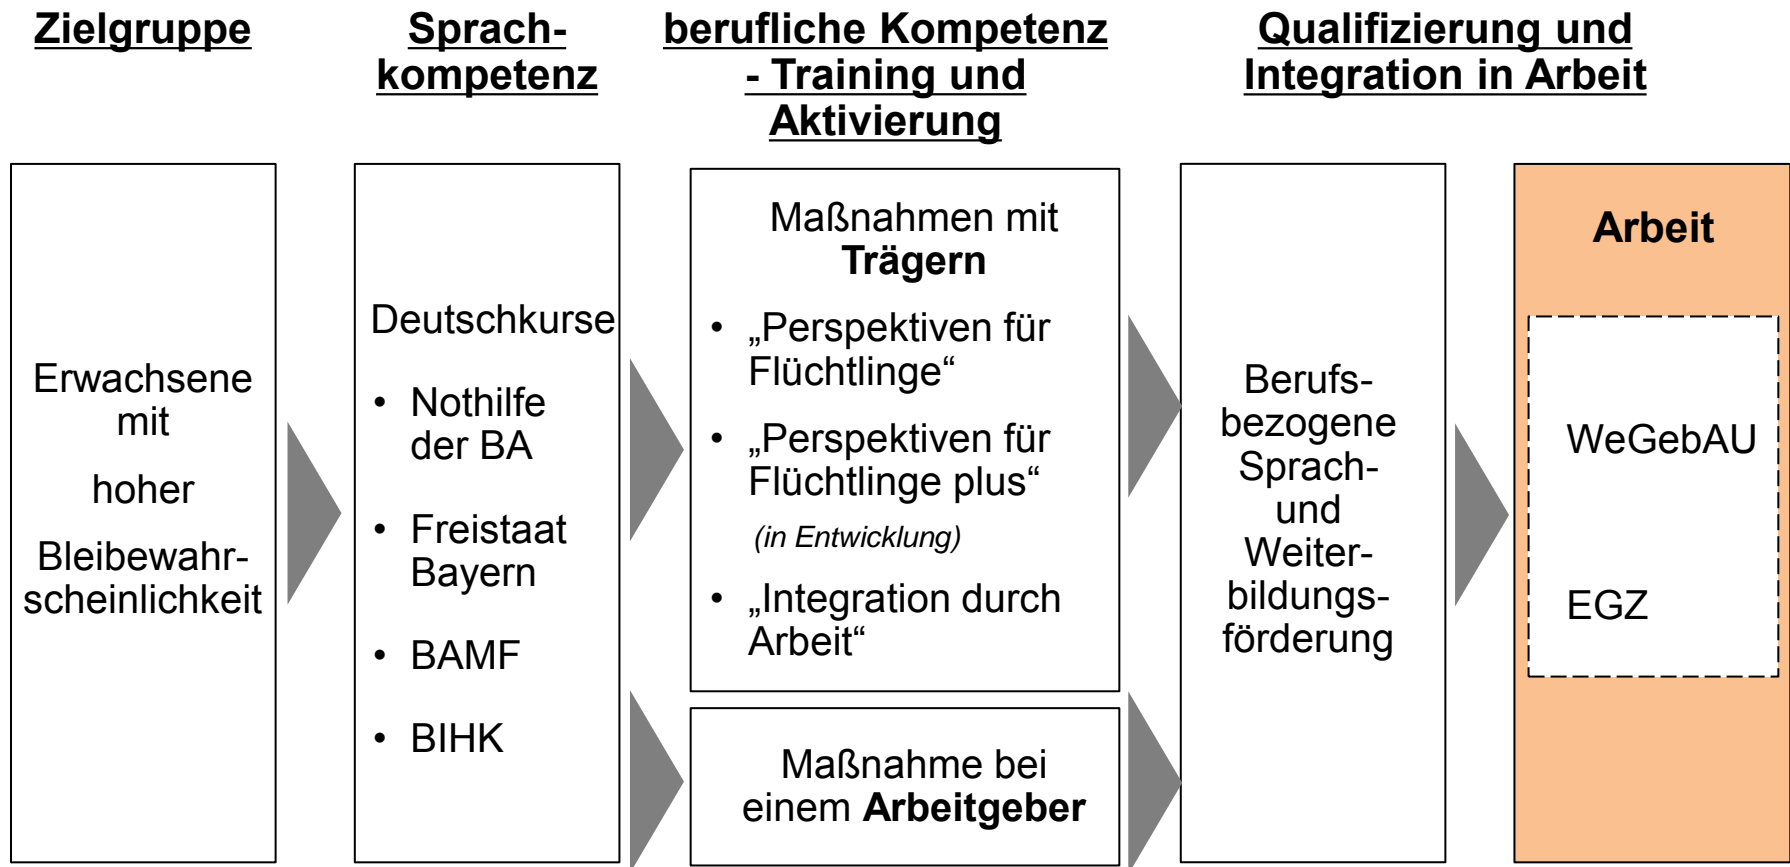 Zielgruppe
Sprach-
kompetenz
berufliche Kompetenz
- Training und
Aktivierung
Qualifizierung und
Integration in Arbeit
Erwachsene
mit
hoher
Bleibewahr-
scheinlichkeit
Deutschkurse
• Nothilfe
der BA
• Freistaat
Bayern
• BAMF
• BIHK
Maßnahmen mit
Trägern
• „Perspektiven für
Flüchtlinge“
• „Perspektiven für
Flüchtlinge plus“
(in Entwicklung)
• „Integration durch
Arbeit“
Maßnahme bei
einem Arbeitgeber
Berufs-
bezogene
Sprach-
und
Weiter-
bildungs-
förderung
Arbeit
WeGebAU
EGZ